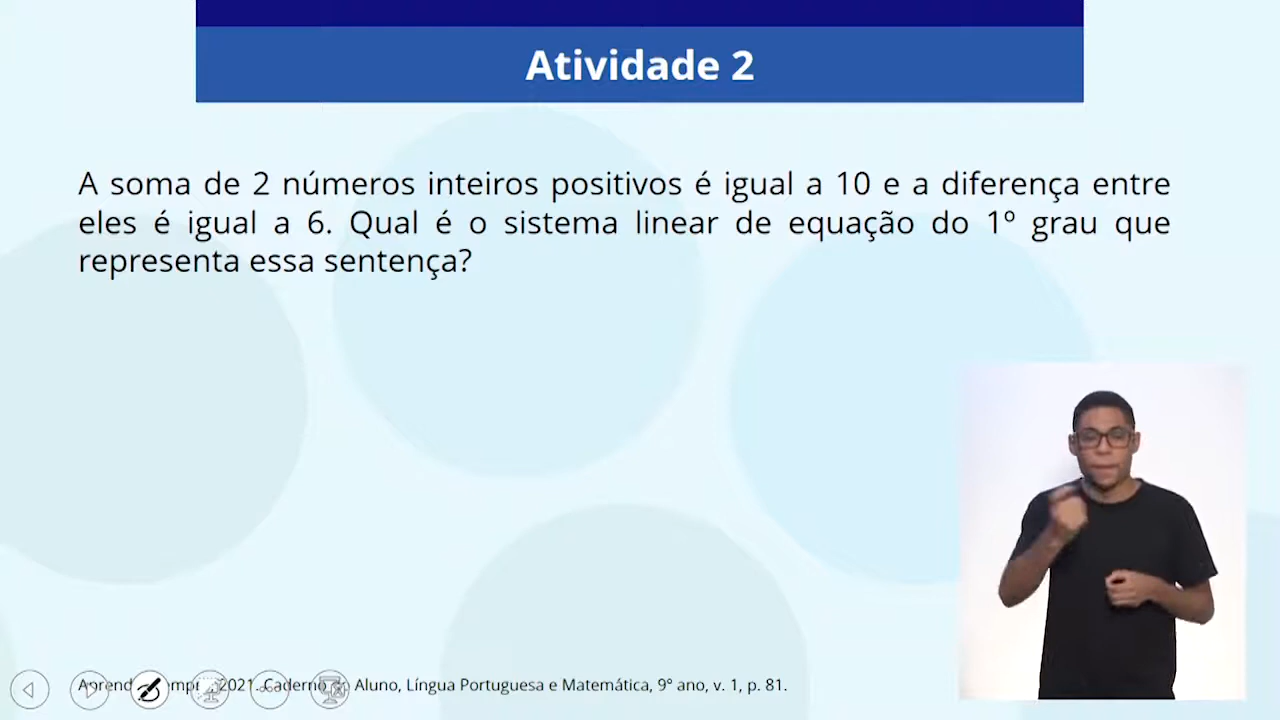 Atividade 2
A soma de 2 números inteiros positivos é igual a 10 e a diferença entre
eles é igual a 6. Qual é o sistema linear de equação do 1º grau que
representa essa sentença?
2021. Caderno Aluno, Língua Portuguesa e Matemática, 9º ano, v. 1, p. 81.